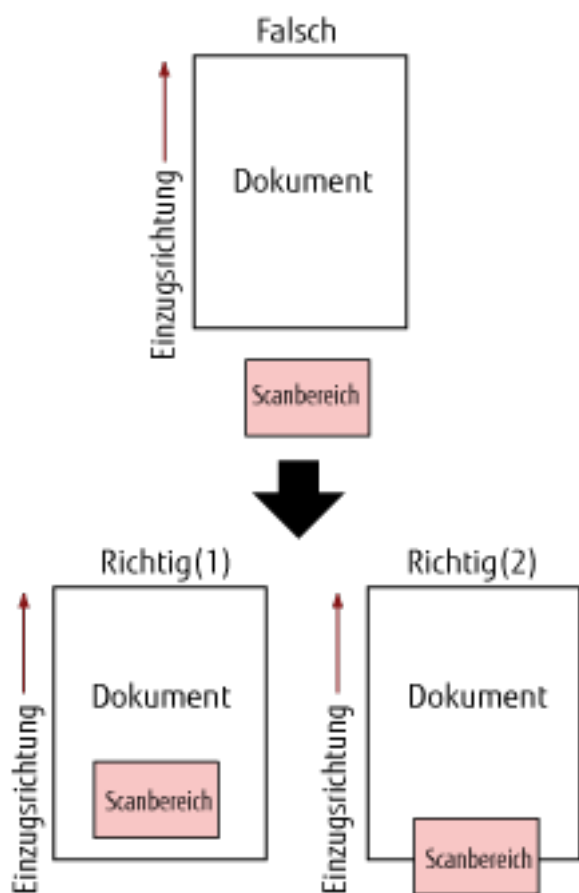 Falsch
Einzugsrichtung
Dokument
Scanbereich
Richtig(1)
Richtig(2)
Einzugsrichtung
Dokument
Scanbereich
Einzugsrichtung
Dokument
Scanbereich